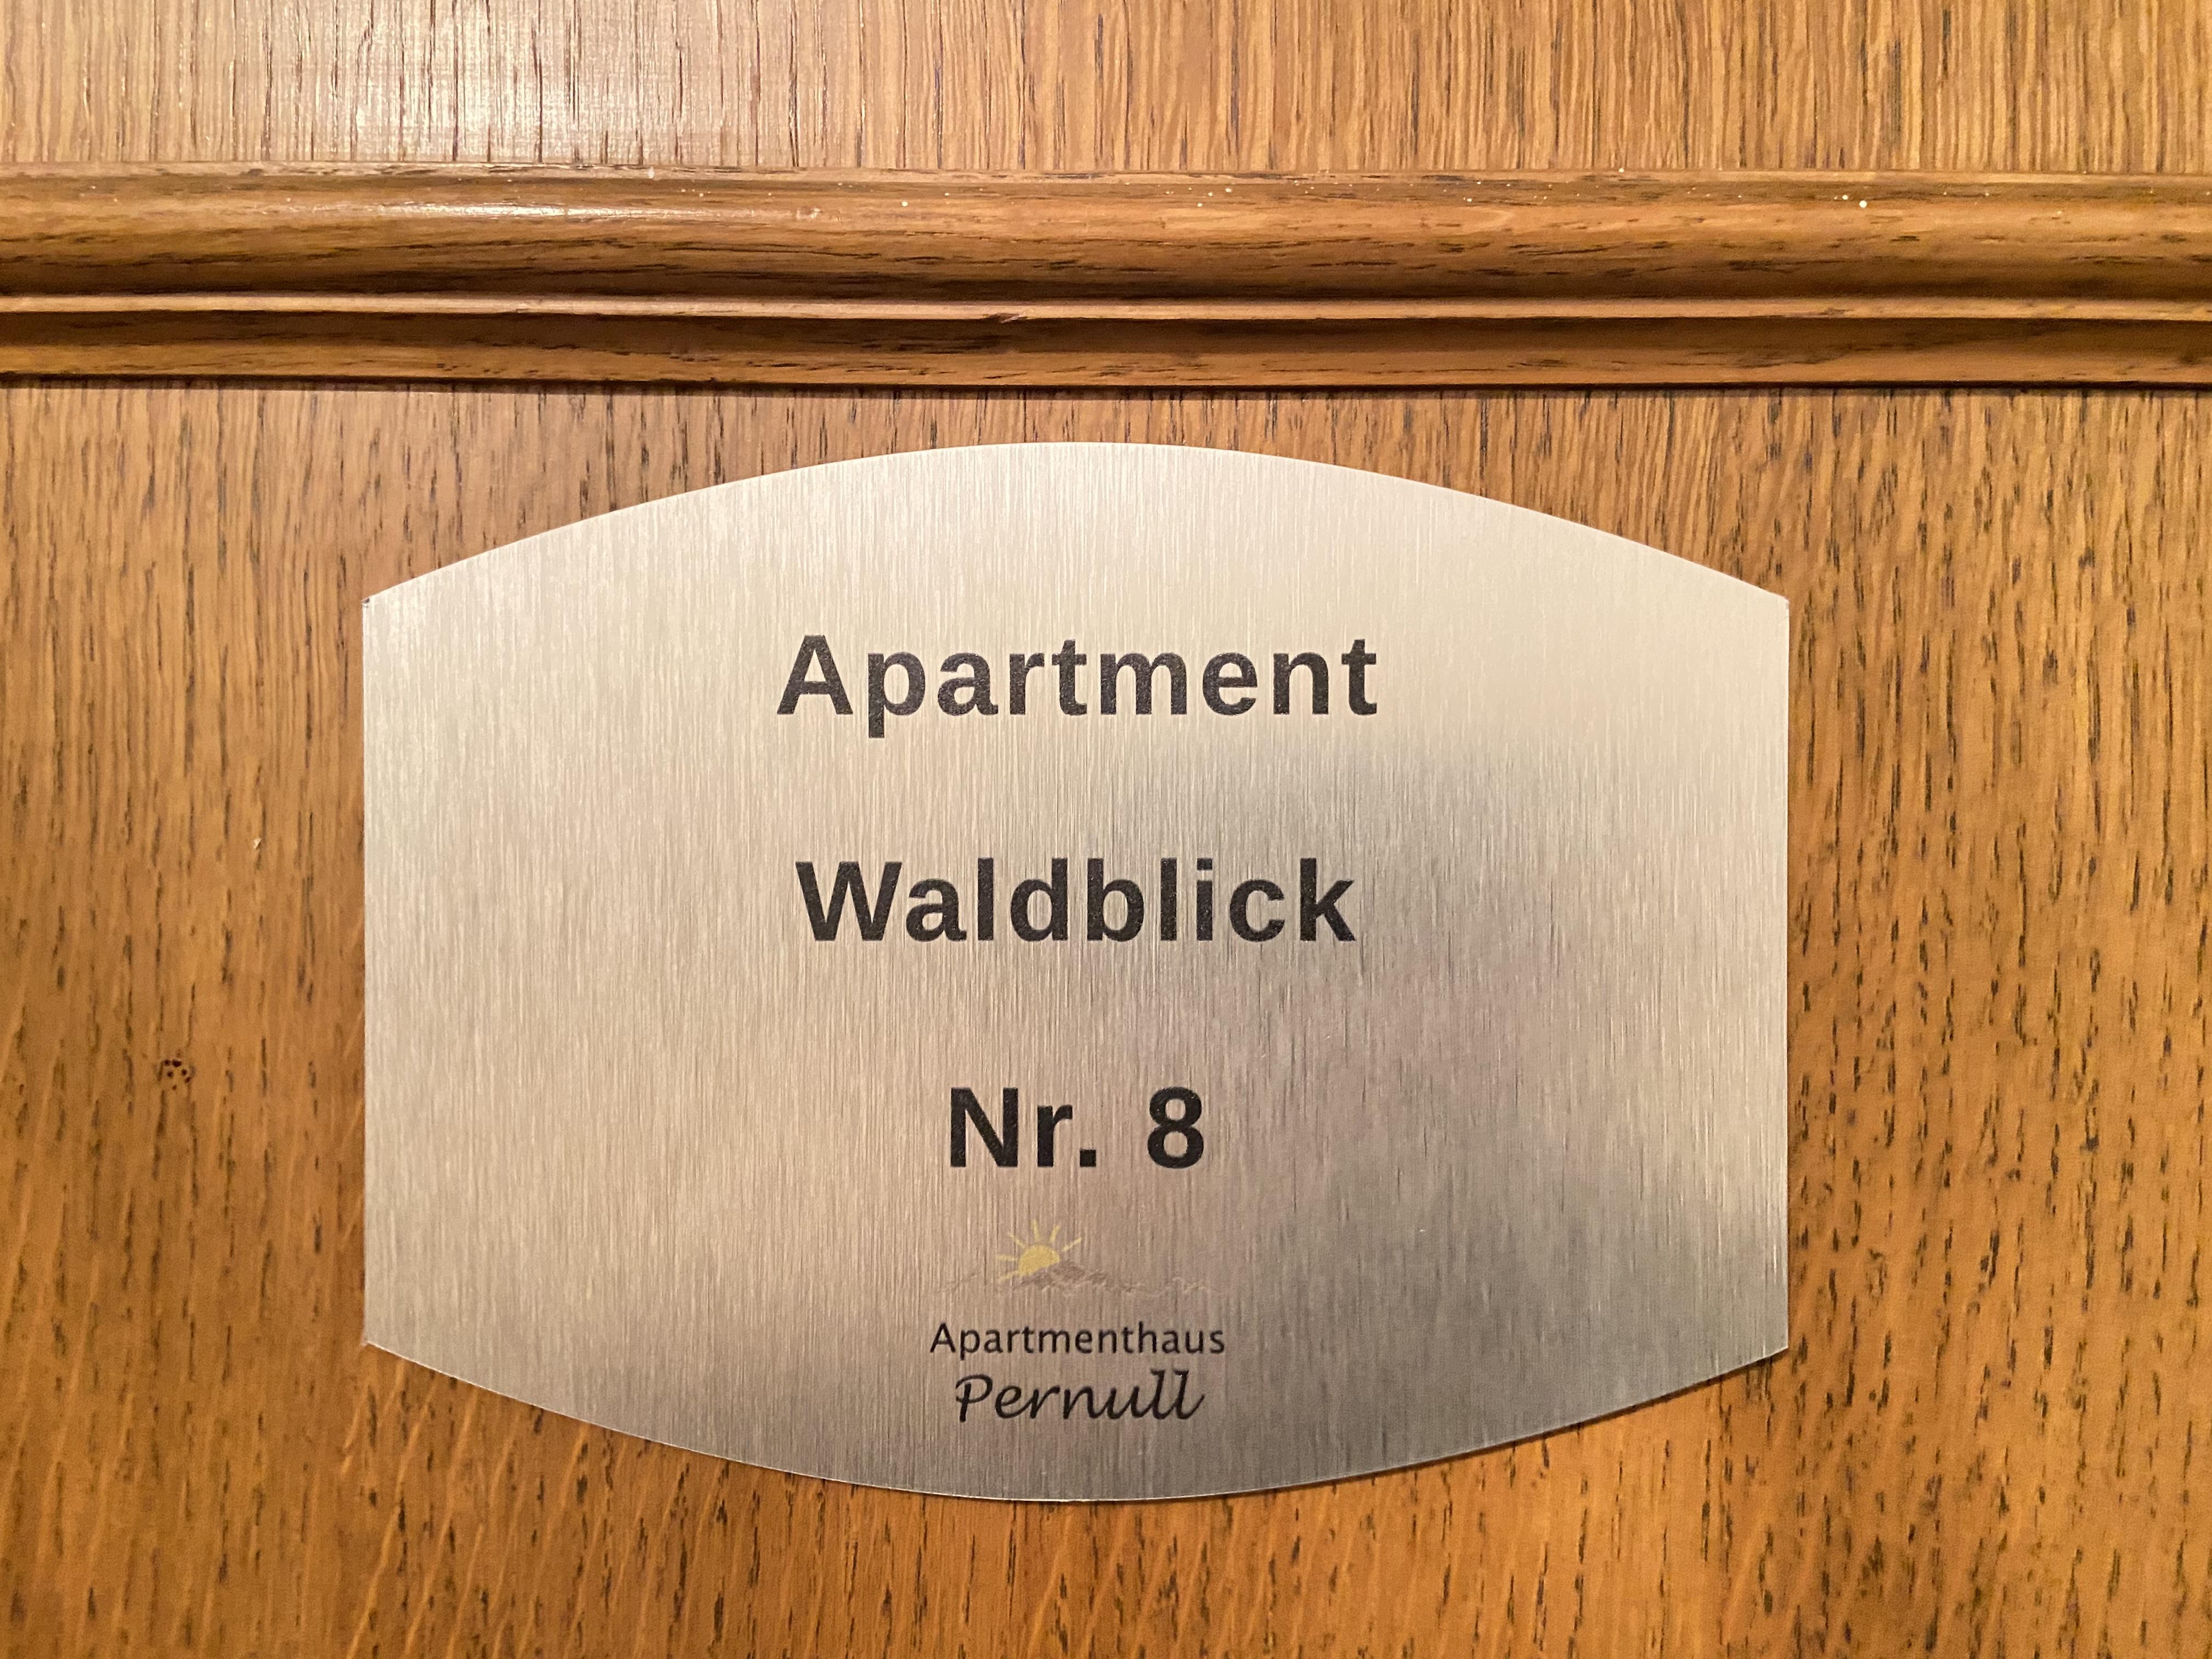 Apartment
Waldblick
Nr. 8
Apartmenthaus
Pernull